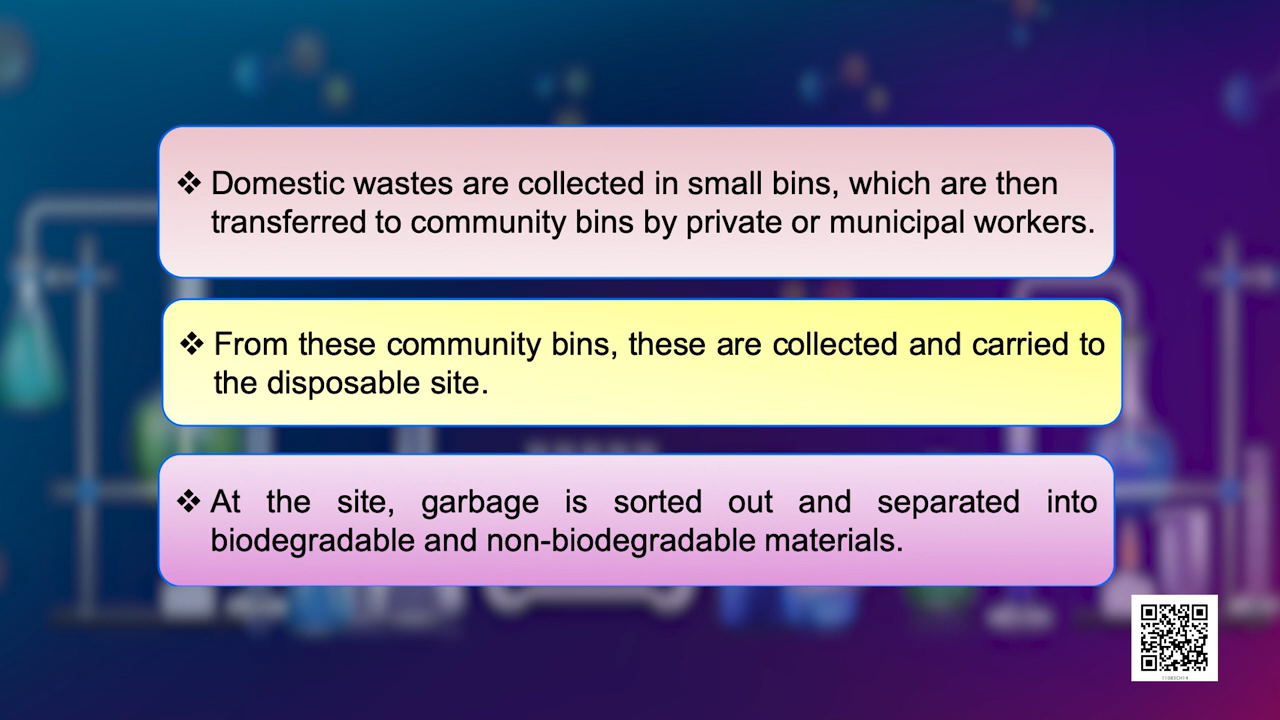 ❖ Domestic wastes are collected in small bins, which are then
transferred to community bins by private or municipal workers.
❖ From these community bins, these are collected and carried to
the disposable site.
❖ At the site, garbage is sorted out and separated into
biodegradable and non-biodegradable materials.